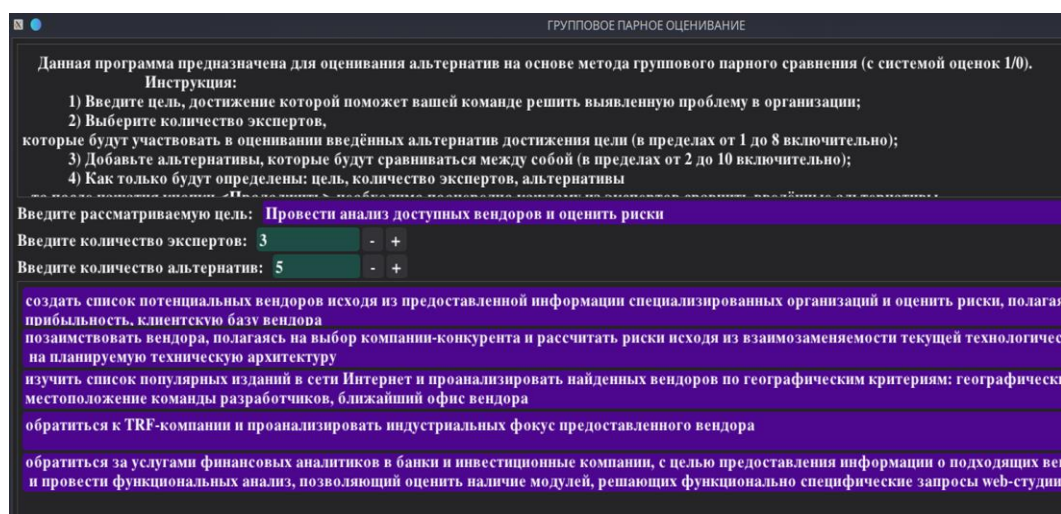 ГРУППОВОЕ ПАРНОЕ ОЦЕНИВАНИЕ
Данная программа предназначена для оценивания альтернатив на основе метода группового парного сравнения (с системой оценок 1/0).
Инструкция:
1) Введите цель, достижение которой поможет вашей команде решить выявленную проблему в организации;
2) Выберите количество экспертов,
которые будут участвовать в оценивании введённых альтернатив достижения цели (в пределах от 1 до 8 включительно);
3) Добавьте альтернативы, которые будут сравниваться между собой (в пределах от 2 до 10 включительно);
4) Как только будут определены: цель, количество экспертов, альтернативы
Введите рассматриваемую цель: Провести анализ доступных вендоров и оценить риски
Введите количество экспертов: 3 - +
Введите количество альтернатив: 5 - +
создать список потенциальных вендоров исходя из предоставленной информации специализированных организаций и оценить риски, полагая
прибыльность, клиентскую базу вендора
позаимствовать вендора, полагаясь на выбор компании-конкурента и рассчитать риски исходя из взаимозаменяемости текущей технологичес
на планируемую техническую архитектуру
изучить список популярных изданий в сети Интернет и проанализировать найденных вендоров по географическим критериям: географически
местоположение команды разработчиков, ближайший офис вендора
обратиться к TRF-компании и проанализировать индустриальных фокус предоставленного вендора
обратиться за услугами финансовых аналитиков в банки и инвестиционные компании, с целью предоставления информации о подходящих ве
и провести функциональных анализ, позволяющий оценить наличие модулей, решающих функционально специфические запросы web-студии